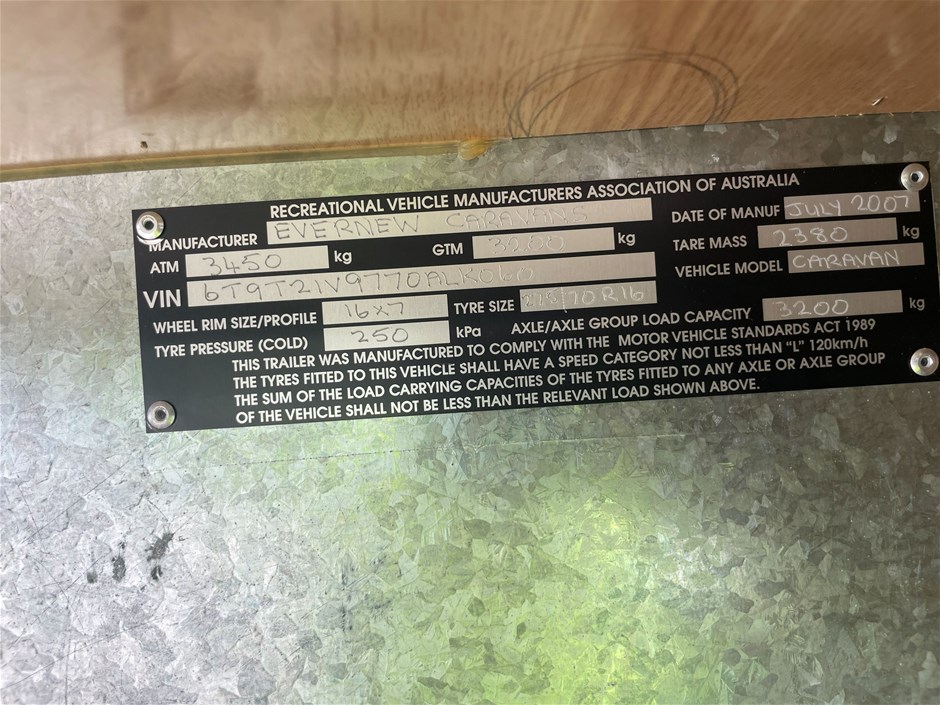 RECREATIONAL VEHICLE MANUFACTURERS ASSOCIATION OF AUSTRALIA
MANUFACTURER EVERNEW CARAVANS DATE OF MANUF JULY 2007
ATM 3450 kg GTM 3200 kg TARE MASS 2380 kg
VIN 6T9T21V9770ALK060 VEHICLE MODEL CARAVAN
WHEEL RIM SIZE/PROFILE 16x7 TYRE SIZE /70 R16
TYRE PRESSURE (COLD) 250 kPa AXLE/AXLE GROUP LOAD CAPACITY 3200 kg
THIS TRAILER WAS MANUFACTURED TO COMPLY WITH THE MOTOR VEHICLE STANDARDS ACT 1989
THE TYRES FITTED TO THIS VEHICLE SHALL HAVE A SPEED CATEGORY NOT LESS THAN "L" 120km/h
THE SUM OF THE LOAD CARRYING CAPACITIES OF THE TYRES FITTED TO ANY AXLE OR AXLE GROUP
OF THE VEHICLE SHALL NOT BE LESS THAN THE RELEVANT LOAD SHOWN ABOVE.